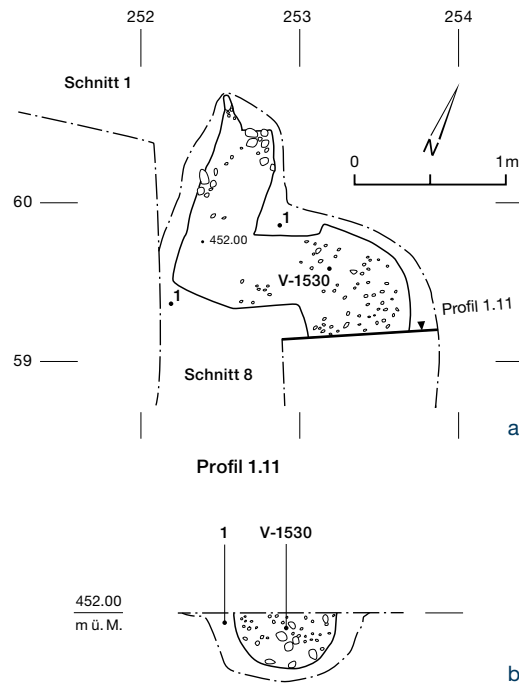 252 253 254
Schnitt 1
N
0 1 m
60
1
452.00
V-1530
1
Profil 1.11
59
Schnitt 8
a
Profil 1.11
1 V-1530
452.00
m ü. M.
b